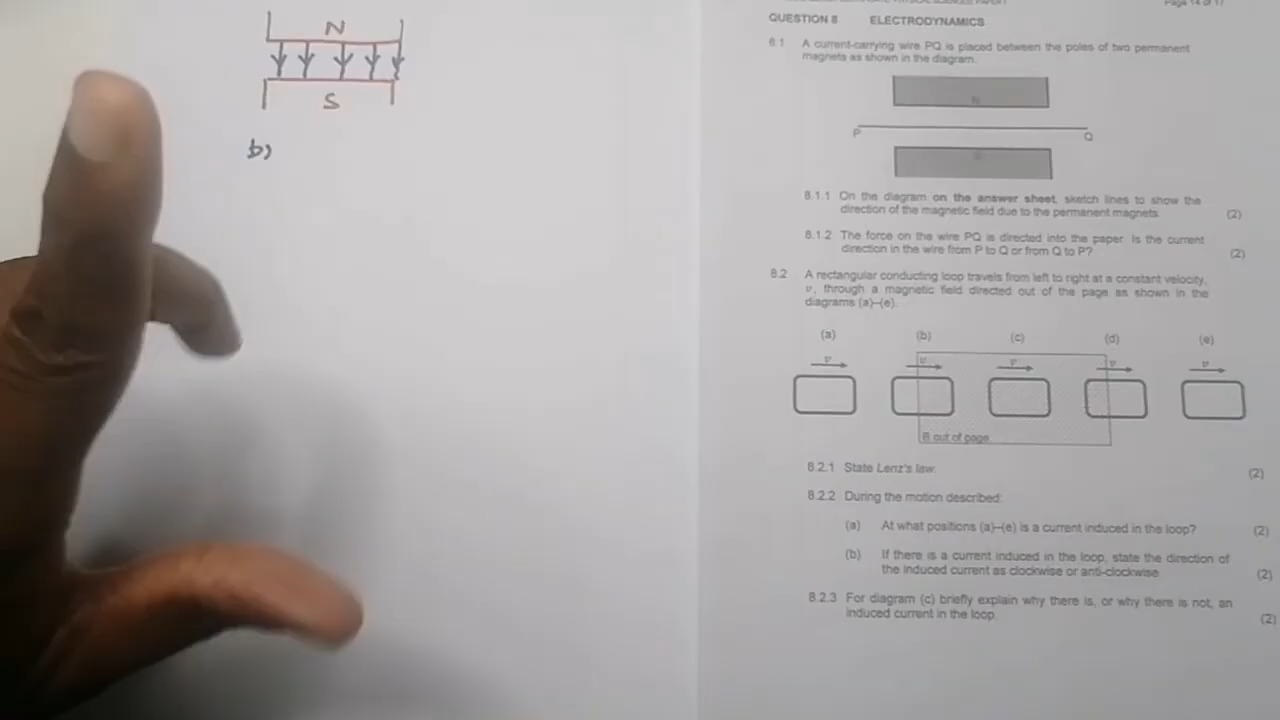 N
S
b)
Page 14 of 17
QUESTION 8 ELECTRODYNAMICS
8.1 A current-carrying wire PQ is placed between the poles of two permanent
magnets as shown in the diagram.
N
P
Q
8.1.1 On the diagram on the answer sheet, sketch lines to show the
direction of the magnetic field due to the permanent magnets. (2)
8.1.2 The force on the wire PQ is directed into the paper. Is the current
direction in the wire from P to Q or from Q to P? (2)
8.2 A rectangular conducting loop travels from left to right at a constant velocity,
v, through a magnetic field directed out of the page as shown in the
diagrams (a)–(e).
(a) (b) (c) (d) (e)
v v v v v
B out of page
8.2.1 State Lenz's law. (2)
8.2.2 During the motion described:
(a) At what positions (a)–(e) is a current induced in the loop? (2)
(b) If there is a current induced in the loop, state the direction of
the induced current as clockwise or anti-clockwise. (2)
8.2.3 For diagram (c) briefly explain why there is, or why there is not, an
induced current in the loop. (2)